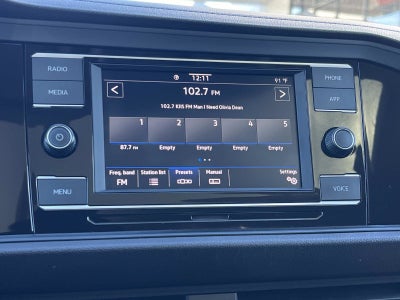 RADIO
MEDIA
MENU
PHONE
APP
VOICE
12:11
91 °F
102.7 FM
102.7 KIIS FM Man I Need Olivia Dean
1 2 3 4 5
87.7 FM Empty Empty Empty Empty
Freq. band Station list Presets Manual Settings
FM